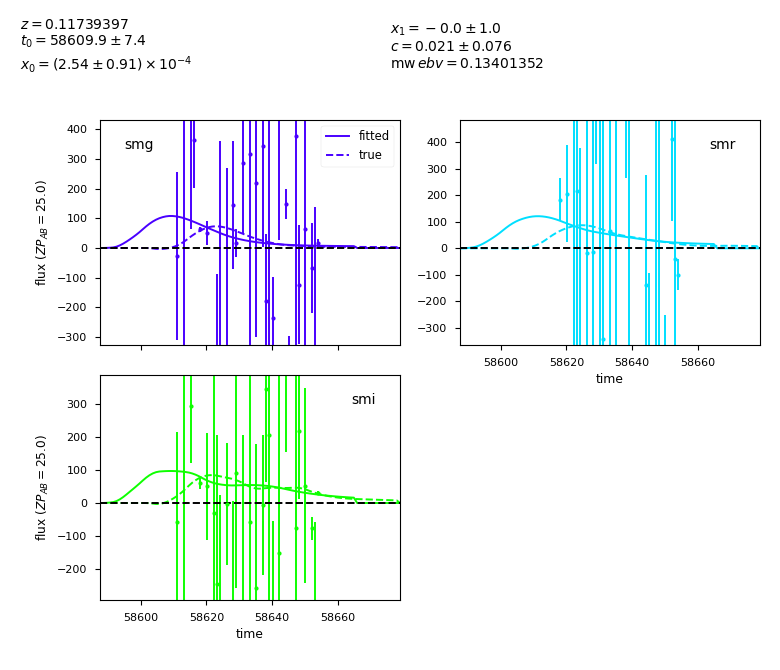 z = 0.11739397
t₀ = 58609.9 ± 7.4
x₀ = (2.54 ± 0.91) × 10⁻⁴
x₁ = − 0.0 ± 1.0
c = 0.021 ± 0.076
mw ebv = 0.13401352
smg
fitted
true
400
300
200
100
0
−100
−200
−300
flux (ZP_AB = 25.0)
smr
400
300
200
100
0
−100
−200
−300
58600
58620
58640
58660
time
smi
300
200
100
0
−100
−200
flux (ZP_AB = 25.0)
58600
58620
58640
58660
time